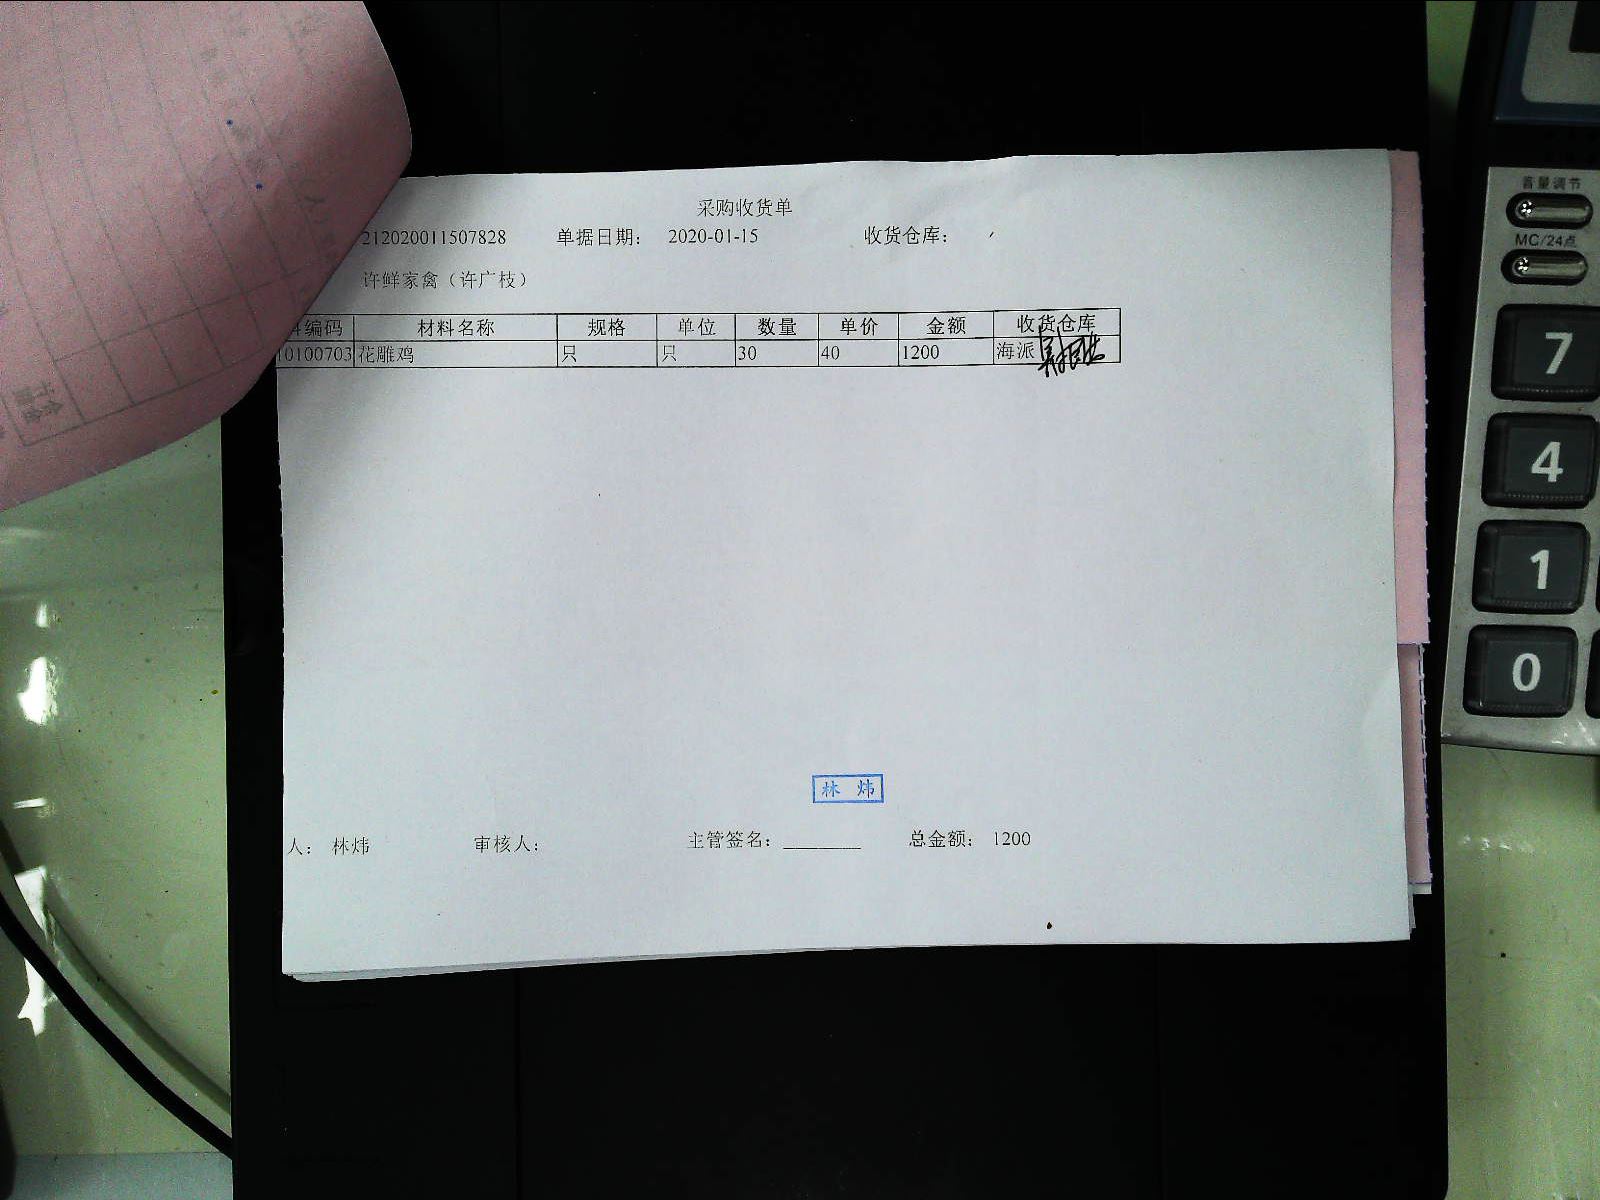 采购收货单
212020011507828 单据日期： 2020-01-15 收货仓库：
许鲜家禽（许广枝）
编码 材料名称 规格 单位 数量 单价 金额 收货仓库
10100703 花雕鸡 只 只 30 40 1200 海派
林 炜
人： 林炜 审核人： 主管签名： 总金额： 1200
音量调节
MC/24点
7
4
1
0